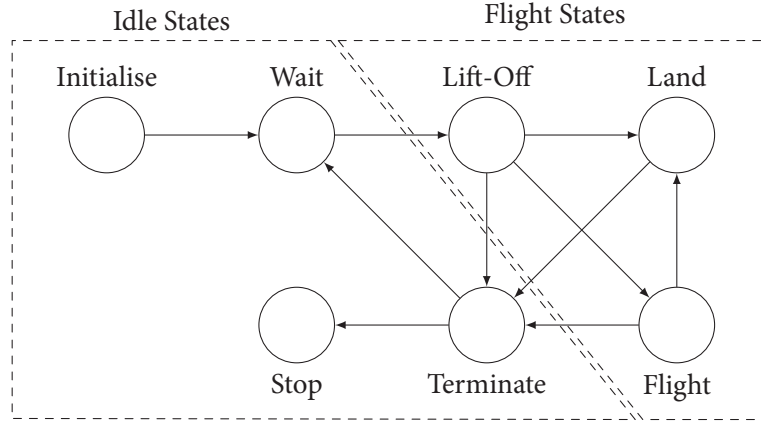 Idle States
Flight States
Initialise
Wait
Lift-Off
Land
Stop
Terminate
Flight